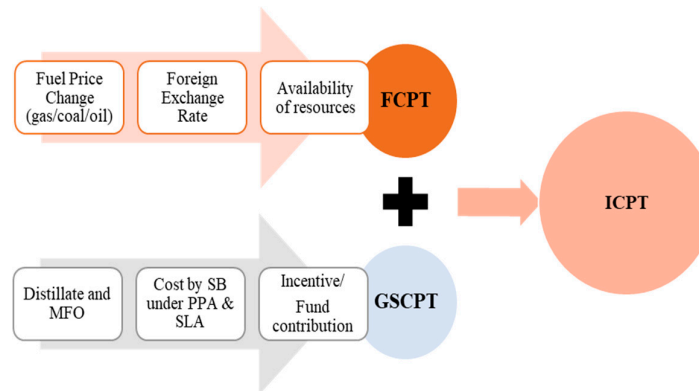 Fuel Price
Change
(gas/coal/oil)
Foreign
Exchange
Rate
Availability
of resources
FCPT
ICPT
Distillate and
MFO
Cost by SB
under PPA &
SLA
Incentive/
Fund
contribution
GSCPT